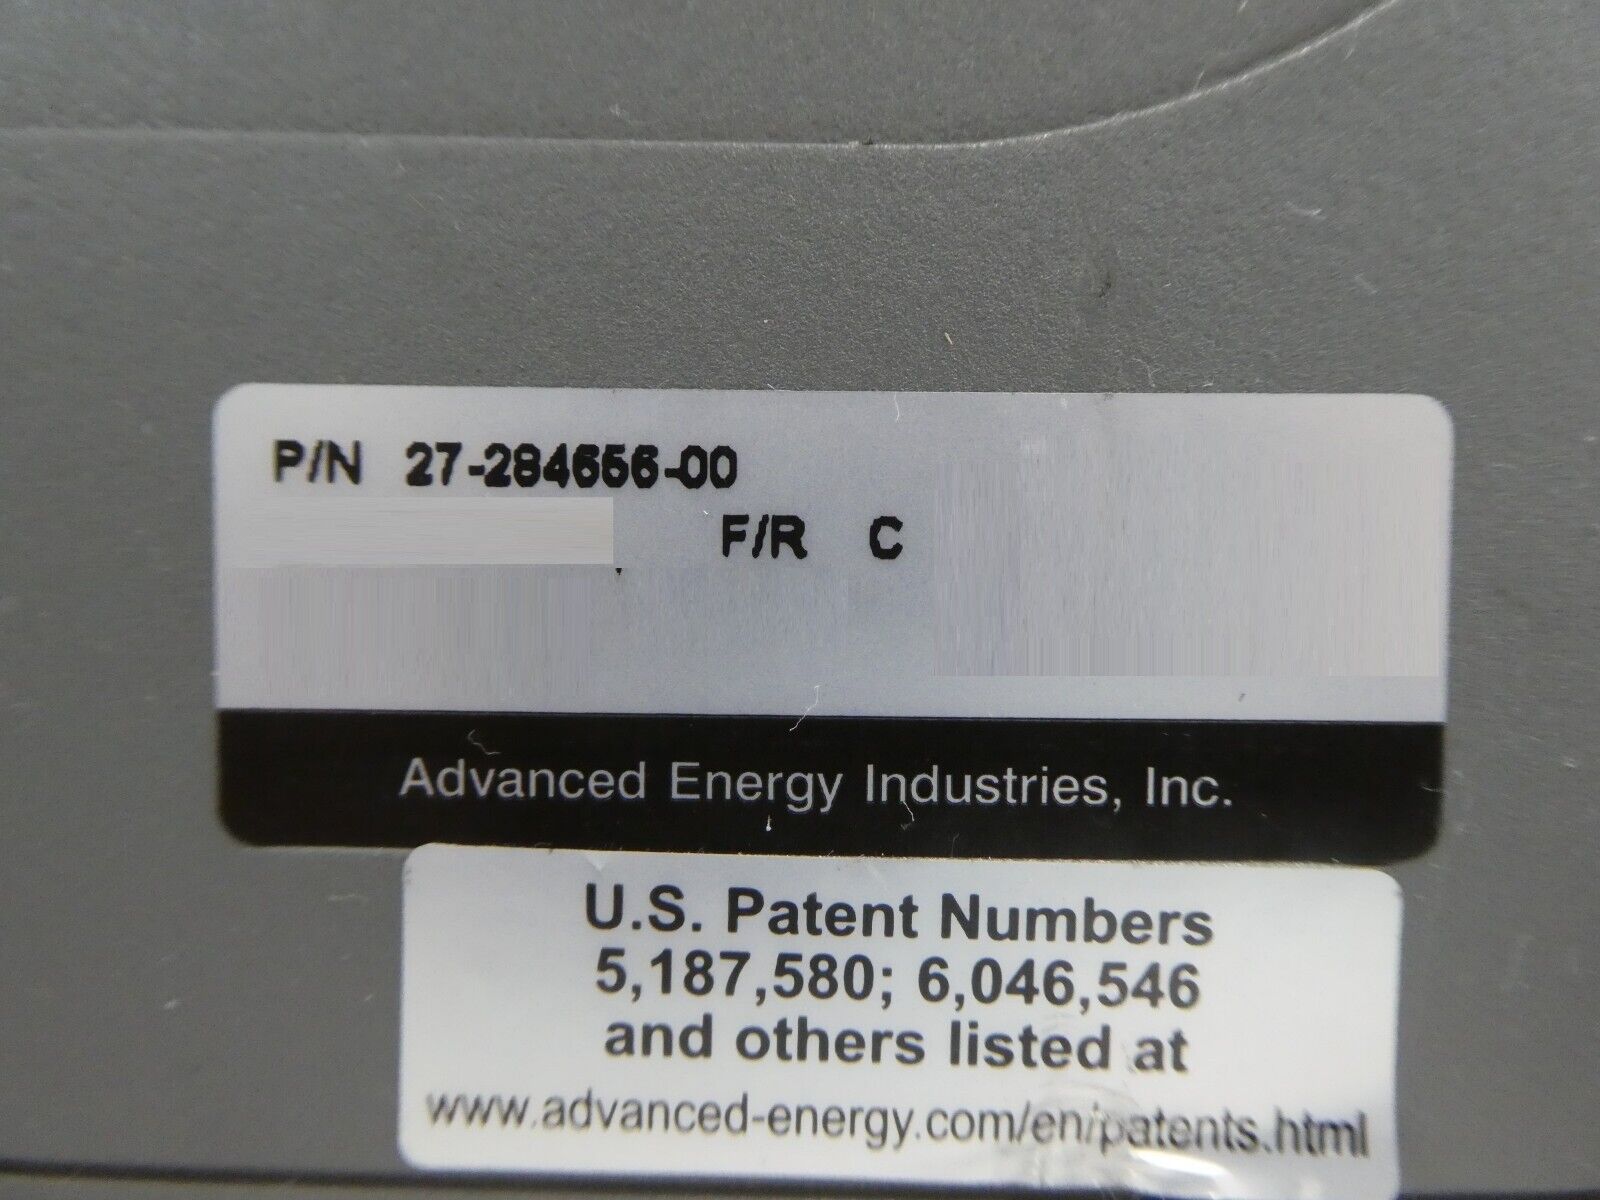 P/N 27-284656-00
F/R C
Advanced Energy Industries, Inc.
U.S. Patent Numbers
5,187,580; 6,046,546
and others listed at
www.advanced-energy.com/en/patents.html